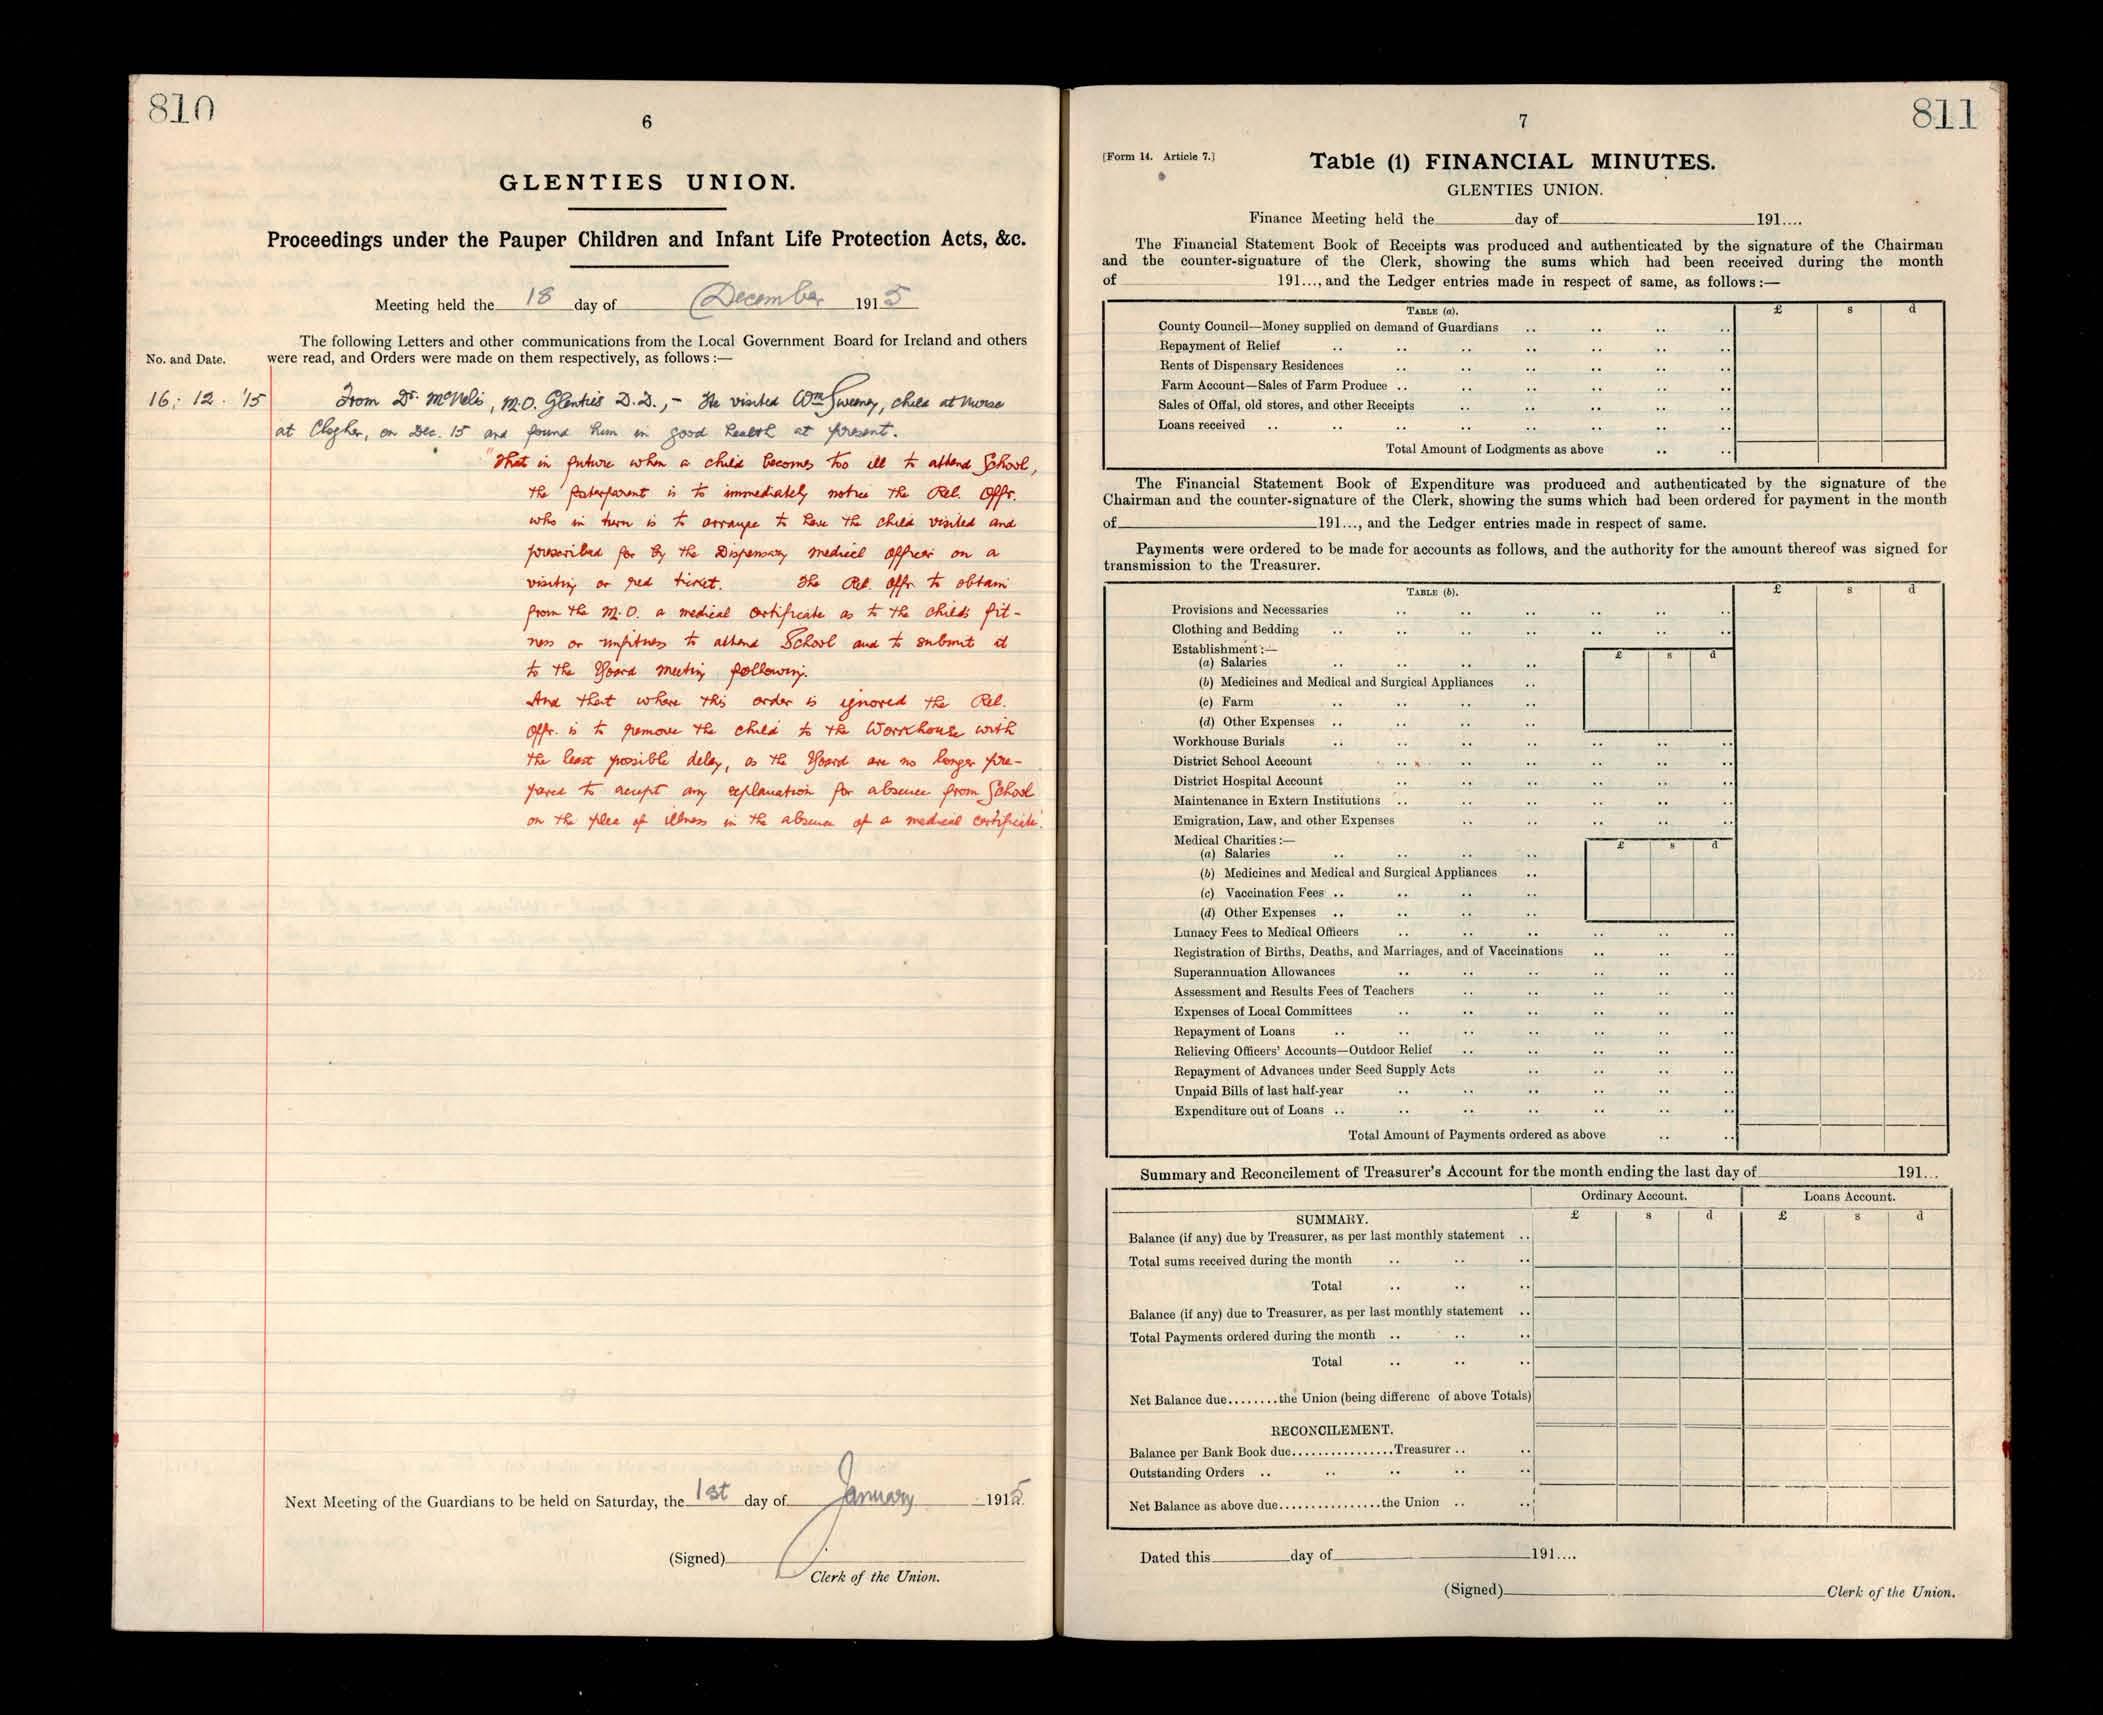 810
6
GLENTIES UNION.
Proceedings under the Pauper Children and Infant Life Protection Acts, &c.
Meeting held the 18 day of December 1915
The following Letters and other communications from the Local Government Board for Ireland and others
No. and Date. were read, and Orders were made on them respectively, as follows :—
16. 12. '15 From Dr. McNelis, M.O. Glenties D.D., - He visited Wm Sweeney, child at nurse
at Clogher, on Dec. 15 and found him in good health at present.
"That in future when a child becomes too ill to attend School,
the fosterparent is to immediately notice the Rel. Offr.
who in turn is to arrange to have the child visited and
prescribed for by the Dispensary medical officer on a
visiting or red ticket. The Rel. Offr. to obtain
from the M.O. a medical certificate as to the child's fit-
ness or unfitness to attend School and to submit it
to the Board meeting following.
And that where this order is ignored the Rel.
Offr. is to remove the child to the Workhouse with
the least possible delay, as the Board are no longer pre-
pared to accept any explanation for absence from School
on the plea of illness in the absence of a medical certificate".
Next Meeting of the Guardians to be held on Saturday, the 1st day of January 1915.
(Signed)
Clerk of the Union.
811
7
[Form 14. Article 7.] Table (1) FINANCIAL MINUTES.
GLENTIES UNION.
Finance Meeting held the day of 191....
The Financial Statement Book of Receipts was produced and authenticated by the signature of the Chairman
and the counter-signature of the Clerk, showing the sums which had been received during the month
of 191..., and the Ledger entries made in respect of same, as follows :—
TABLE (a). £ s d
County Council—Money supplied on demand of Guardians .. .. .. ..
Repayment of Relief .. .. .. .. .. .. ..
Rents of Dispensary Residences .. .. .. .. .. ..
Farm Account—Sales of Farm Produce .. .. .. .. .. ..
Sales of Offal, old stores, and other Receipts .. .. .. .. ..
Loans received .. .. .. .. .. .. .. ..
Total Amount of Lodgments as above .. ..
The Financial Statement Book of Expenditure was produced and authenticated by the signature of the
Chairman and the counter-signature of the Clerk, showing the sums which had been ordered for payment in the month
of 191..., and the Ledger entries made in respect of same.
Payments were ordered to be made for accounts as follows, and the authority for the amount thereof was signed for
transmission to the Treasurer.
TABLE (b). £ s d
Provisions and Necessaries .. .. .. .. .. ..
Clothing and Bedding .. .. .. .. .. .. ..
Establishment :— £ s d
(a) Salaries .. .. .. ..
(b) Medicines and Medical and Surgical Appliances ..
(c) Farm .. .. .. ..
(d) Other Expenses .. .. .. ..
Workhouse Burials .. .. .. .. .. .. ..
District School Account .. .. .. .. .. ..
District Hospital Account .. .. .. .. .. ..
Maintenance in Extern Institutions .. .. .. .. .. ..
Emigration, Law, and other Expenses .. .. .. .. ..
Medical Charities :— £ s d
(a) Salaries .. .. .. ..
(b) Medicines and Medical and Surgical Appliances ..
(c) Vaccination Fees .. .. .. ..
(d) Other Expenses .. .. .. ..
Lunacy Fees to Medical Officers .. .. .. .. .. ..
Registration of Births, Deaths, and Marriages, and of Vaccinations .. .. ..
Superannuation Allowances .. .. .. .. .. ..
Assessment and Results Fees of Teachers .. .. .. .. ..
Expenses of Local Committees .. .. .. .. .. ..
Repayment of Loans .. .. .. .. .. .. ..
Relieving Officers' Accounts—Outdoor Relief .. .. .. .. ..
Repayment of Advances under Seed Supply Acts .. .. .. ..
Unpaid Bills of last half-year .. .. .. .. .. ..
Expenditure out of Loans .. .. .. .. .. .. ..
Total Amount of Payments ordered as above .. ..
Summary and Reconcilement of Treasurer's Account for the month ending the last day of 191...
Ordinary Account. Loans Account.
SUMMARY. £ s d £ s d
Balance (if any) due by Treasurer, as per last monthly statement ..
Total sums received during the month .. .. ..
Total .. .. ..
Balance (if any) due to Treasurer, as per last monthly statement ..
Total Payments ordered during the month .. .. ..
Total .. .. ..
Net Balance due........the Union (being differenc of above Totals)
RECONCILEMENT.
Balance per Bank Book due................Treasurer .. ..
Outstanding Orders .. .. .. .. ..
Net Balance as above due................the Union .. ..
Dated this day of 191....
(Signed) Clerk of the Union.